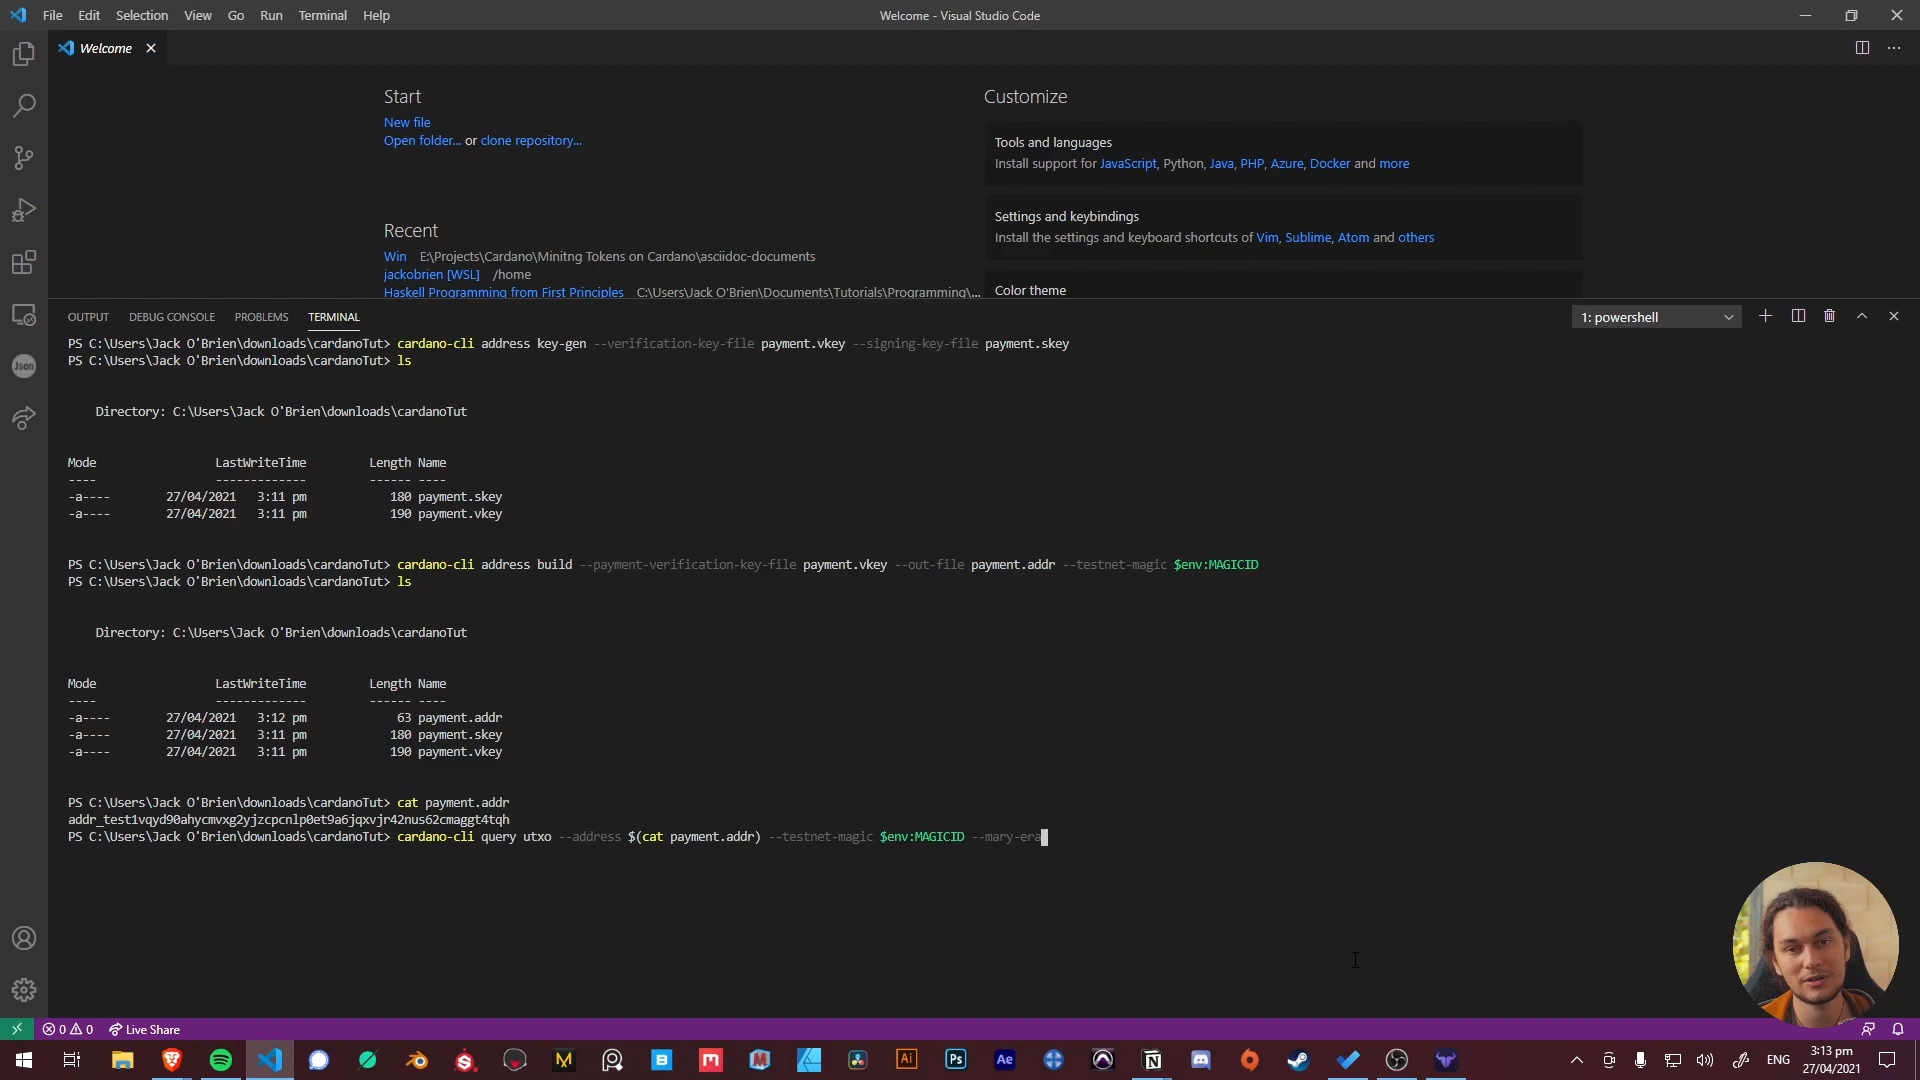 File Edit Selection View Go Run Terminal Help
Welcome - Visual Studio Code
Welcome
Start
New file
Open folder... or clone repository...
Recent
Win E:\Projects\Cardano\Minitng Tokens on Cardano\asciidoc-documents
jackobrien [WSL] /home
Haskell Programming from First Principles C:\Users\Jack O'Brien\Documents\Tutorials\Programming\...
Customize
Tools and languages
Install support for JavaScript, Python, Java, PHP, Azure, Docker and more
Settings and keybindings
Install the settings and keyboard shortcuts of Vim, Sublime, Atom and others
Color theme
OUTPUT DEBUG CONSOLE PROBLEMS TERMINAL
1: powershell
PS C:\Users\Jack O'Brien\downloads\cardanoTut> cardano-cli address key-gen --verification-key-file payment.vkey --signing-key-file payment.skey
PS C:\Users\Jack O'Brien\downloads\cardanoTut> ls
Directory: C:\Users\Jack O'Brien\downloads\cardanoTut
Mode LastWriteTime Length Name
---- ------------- ------ ----
-a---- 27/04/2021 3:11 pm 180 payment.skey
-a---- 27/04/2021 3:11 pm 190 payment.vkey
PS C:\Users\Jack O'Brien\downloads\cardanoTut> cardano-cli address build --payment-verification-key-file payment.vkey --out-file payment.addr --testnet-magic $env:MAGICID
PS C:\Users\Jack O'Brien\downloads\cardanoTut> ls
Directory: C:\Users\Jack O'Brien\downloads\cardanoTut
Mode LastWriteTime Length Name
---- ------------- ------ ----
-a---- 27/04/2021 3:12 pm 63 payment.addr
-a---- 27/04/2021 3:11 pm 180 payment.skey
-a---- 27/04/2021 3:11 pm 190 payment.vkey
PS C:\Users\Jack O'Brien\downloads\cardanoTut> cat payment.addr
addr_test1vqyd90ahycmvxg2yjzcpcnlp0et9a6jqxvjr42nus62cmaggt4tqh
PS C:\Users\Jack O'Brien\downloads\cardanoTut> cardano-cli query utxo --address $(cat payment.addr) --testnet-magic $env:MAGICID --mary-era
Json
0 0 Live Share
Ai Ps Ae
ENG
3:13 pm
27/04/2021